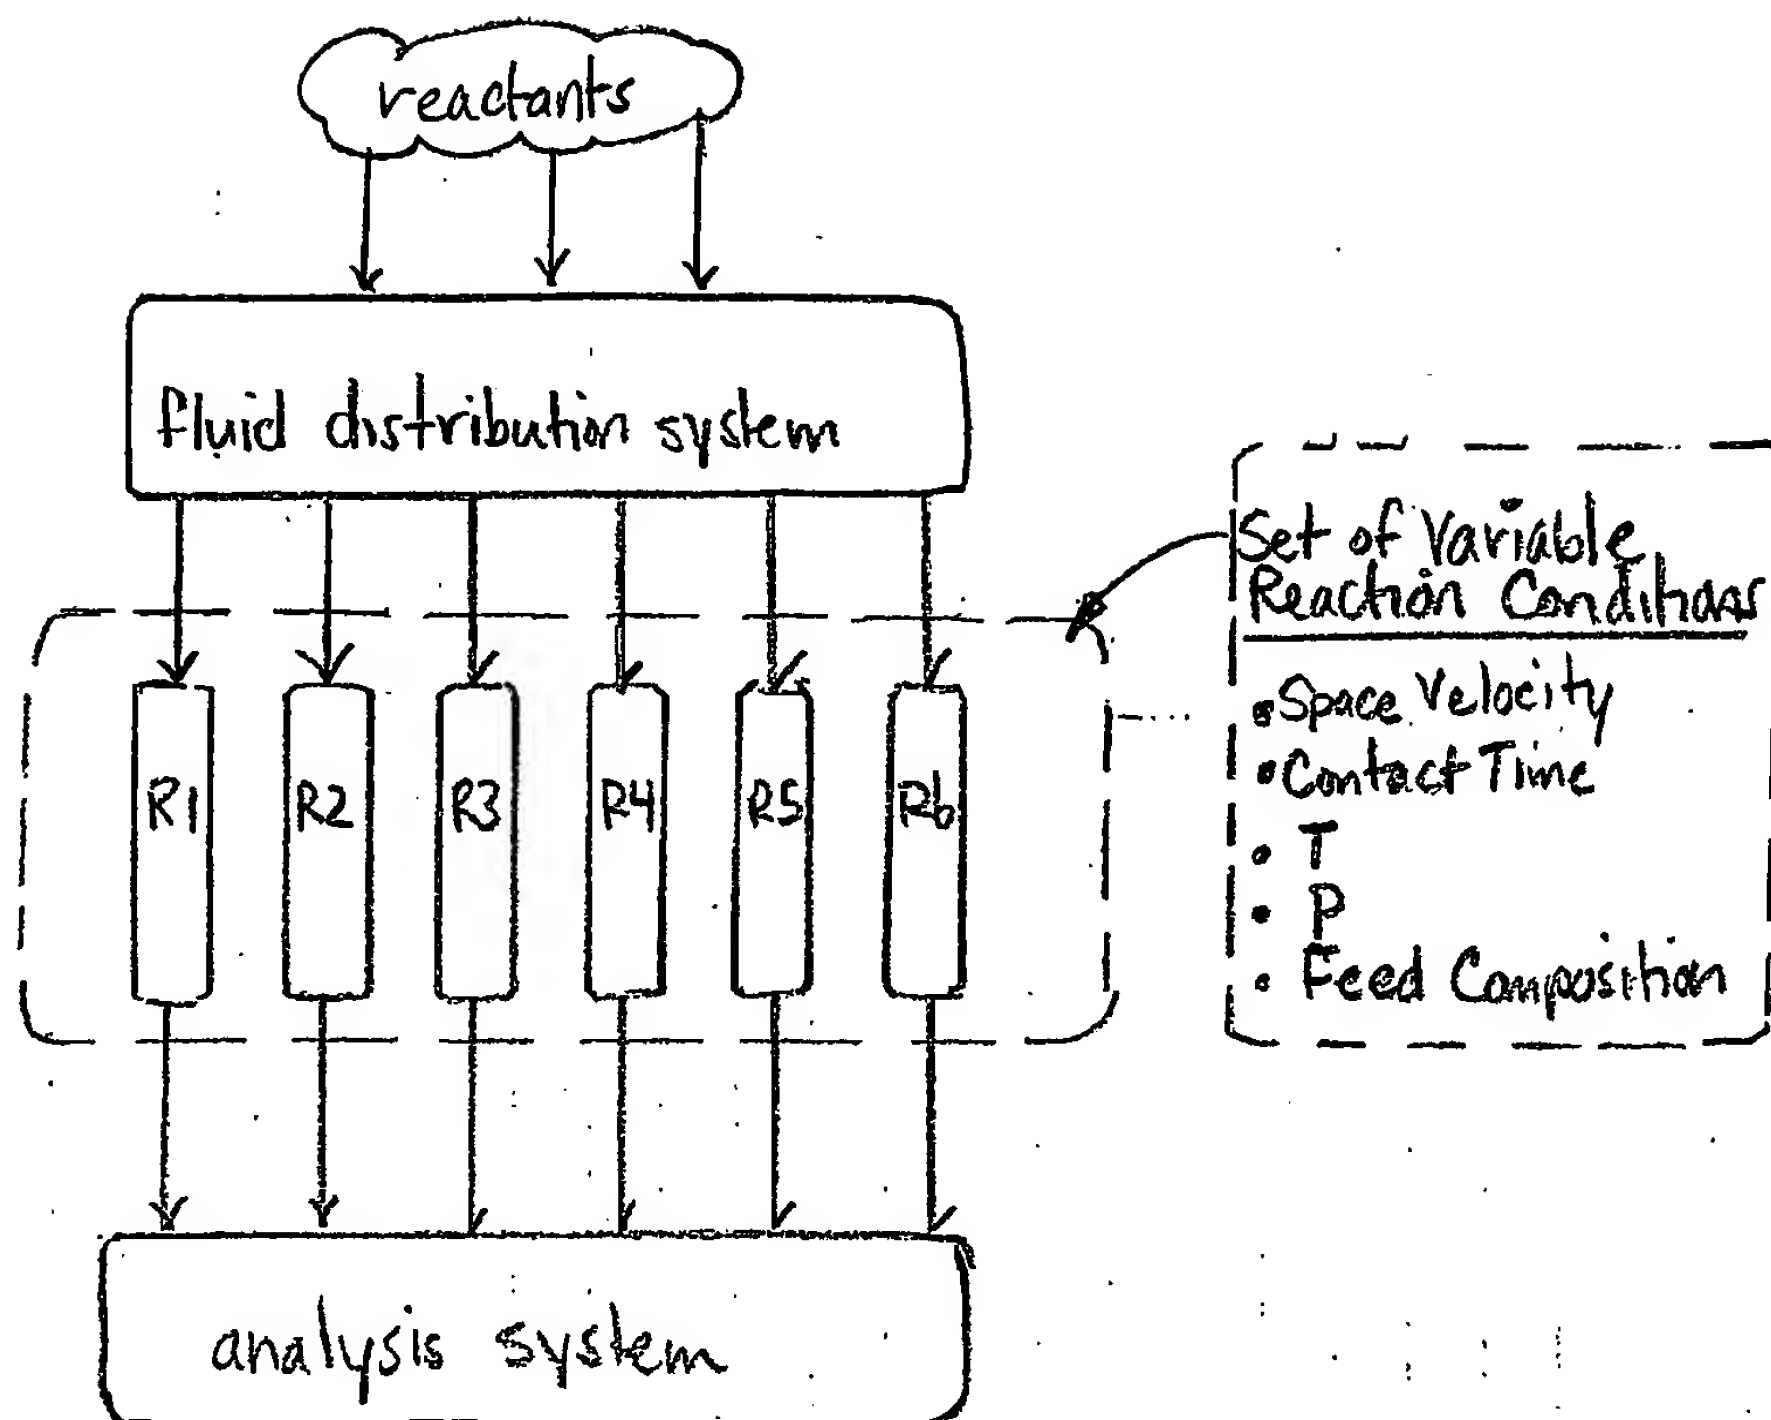 reactants
fluid distribution system
Set of Variable
Reaction Conditions
• Space Velocity
• Contact Time
• T
• P
• Feed Composition
R1 R2 R3 R4 R5 R6
analysis system